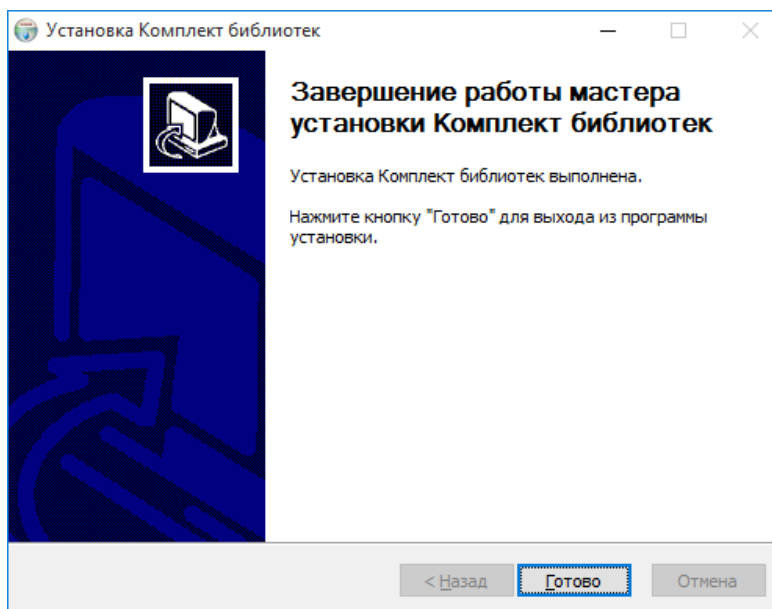 Установка Комплект библиотек
Завершение работы мастера
установки Комплект библиотек
Установка Комплект библиотек выполнена.
Нажмите кнопку "Готово" для выхода из программы
установки.
< Назад
Готово
Отмена